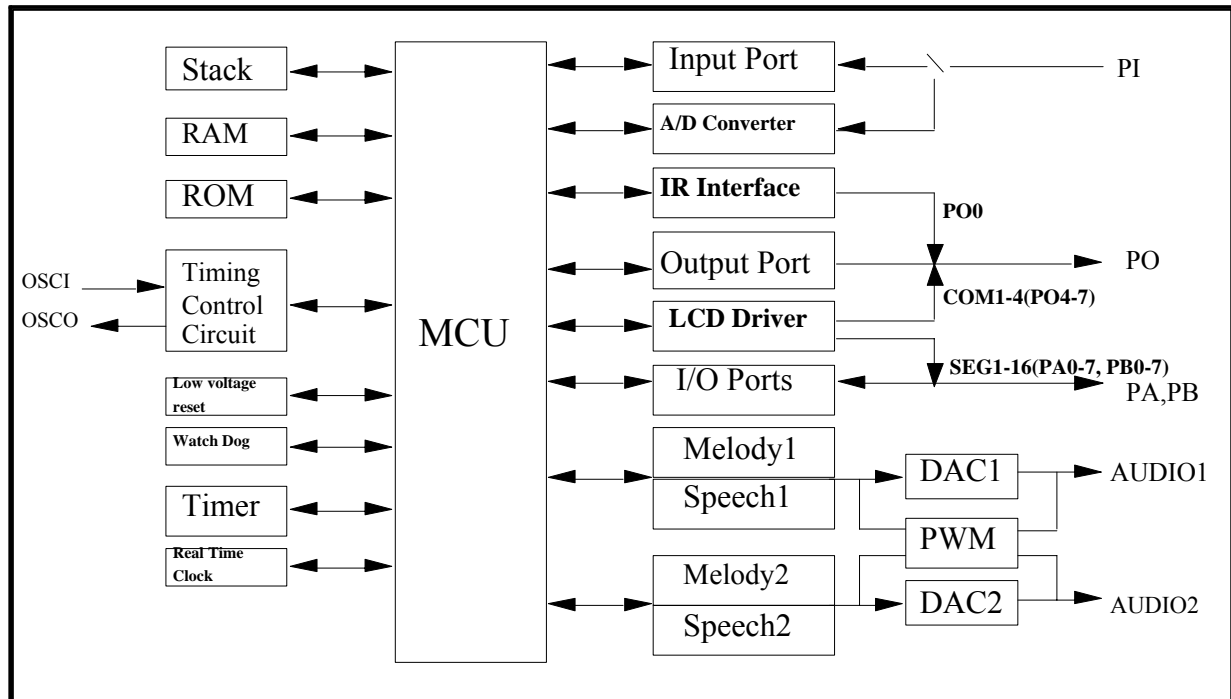 Stack
RAM
ROM
OSCI
OSCO
Timing
Control
Circuit
Low voltage
reset
Watch Dog
Timer
Real Time
Clock
MCU
Input Port
PI
A/D Converter
IR Interface
PO0
Output Port
PO
COM1-4(PO4-7)
LCD Driver
SEG1-16(PA0-7, PB0-7)
I/O Ports
PA,PB
Melody1
Speech1
DAC1
AUDIO1
PWM
Melody2
Speech2
DAC2
AUDIO2